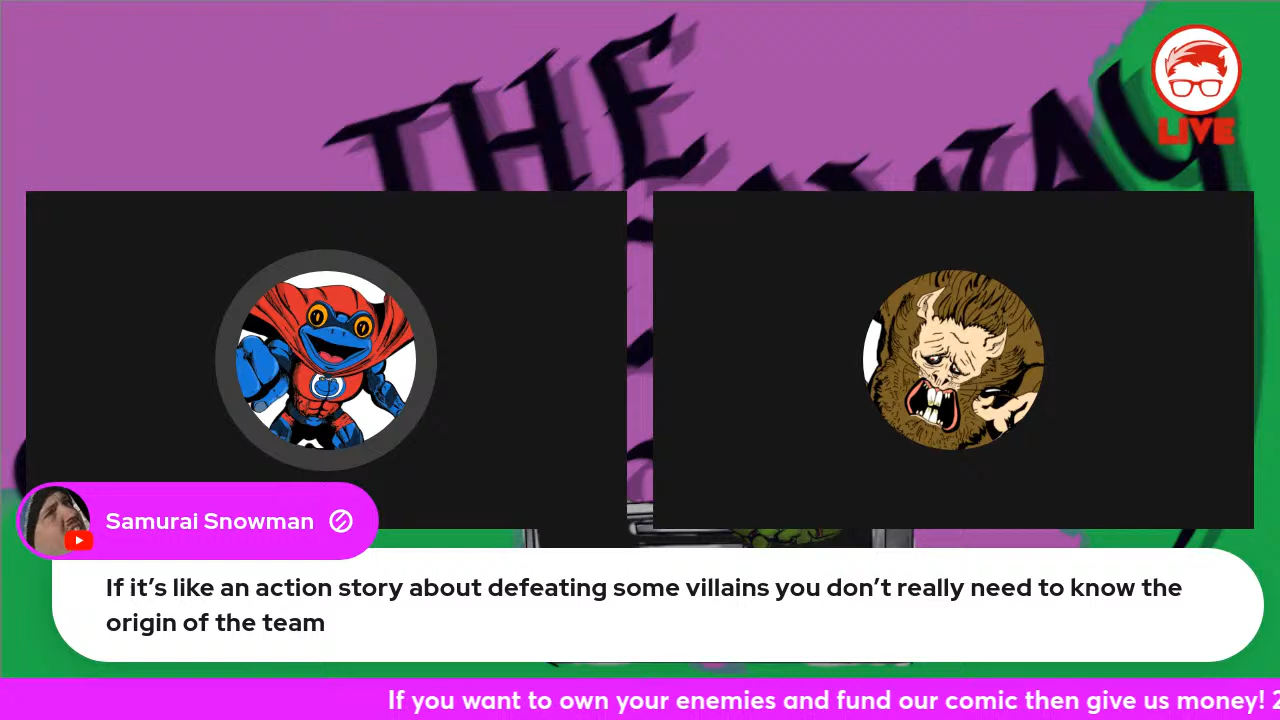 THE
LIVE
Samurai Snowman
If it’s like an action story about defeating some villains you don’t really need to know the
origin of the team
If you want to own your enemies and fund our comic then give us money! 2